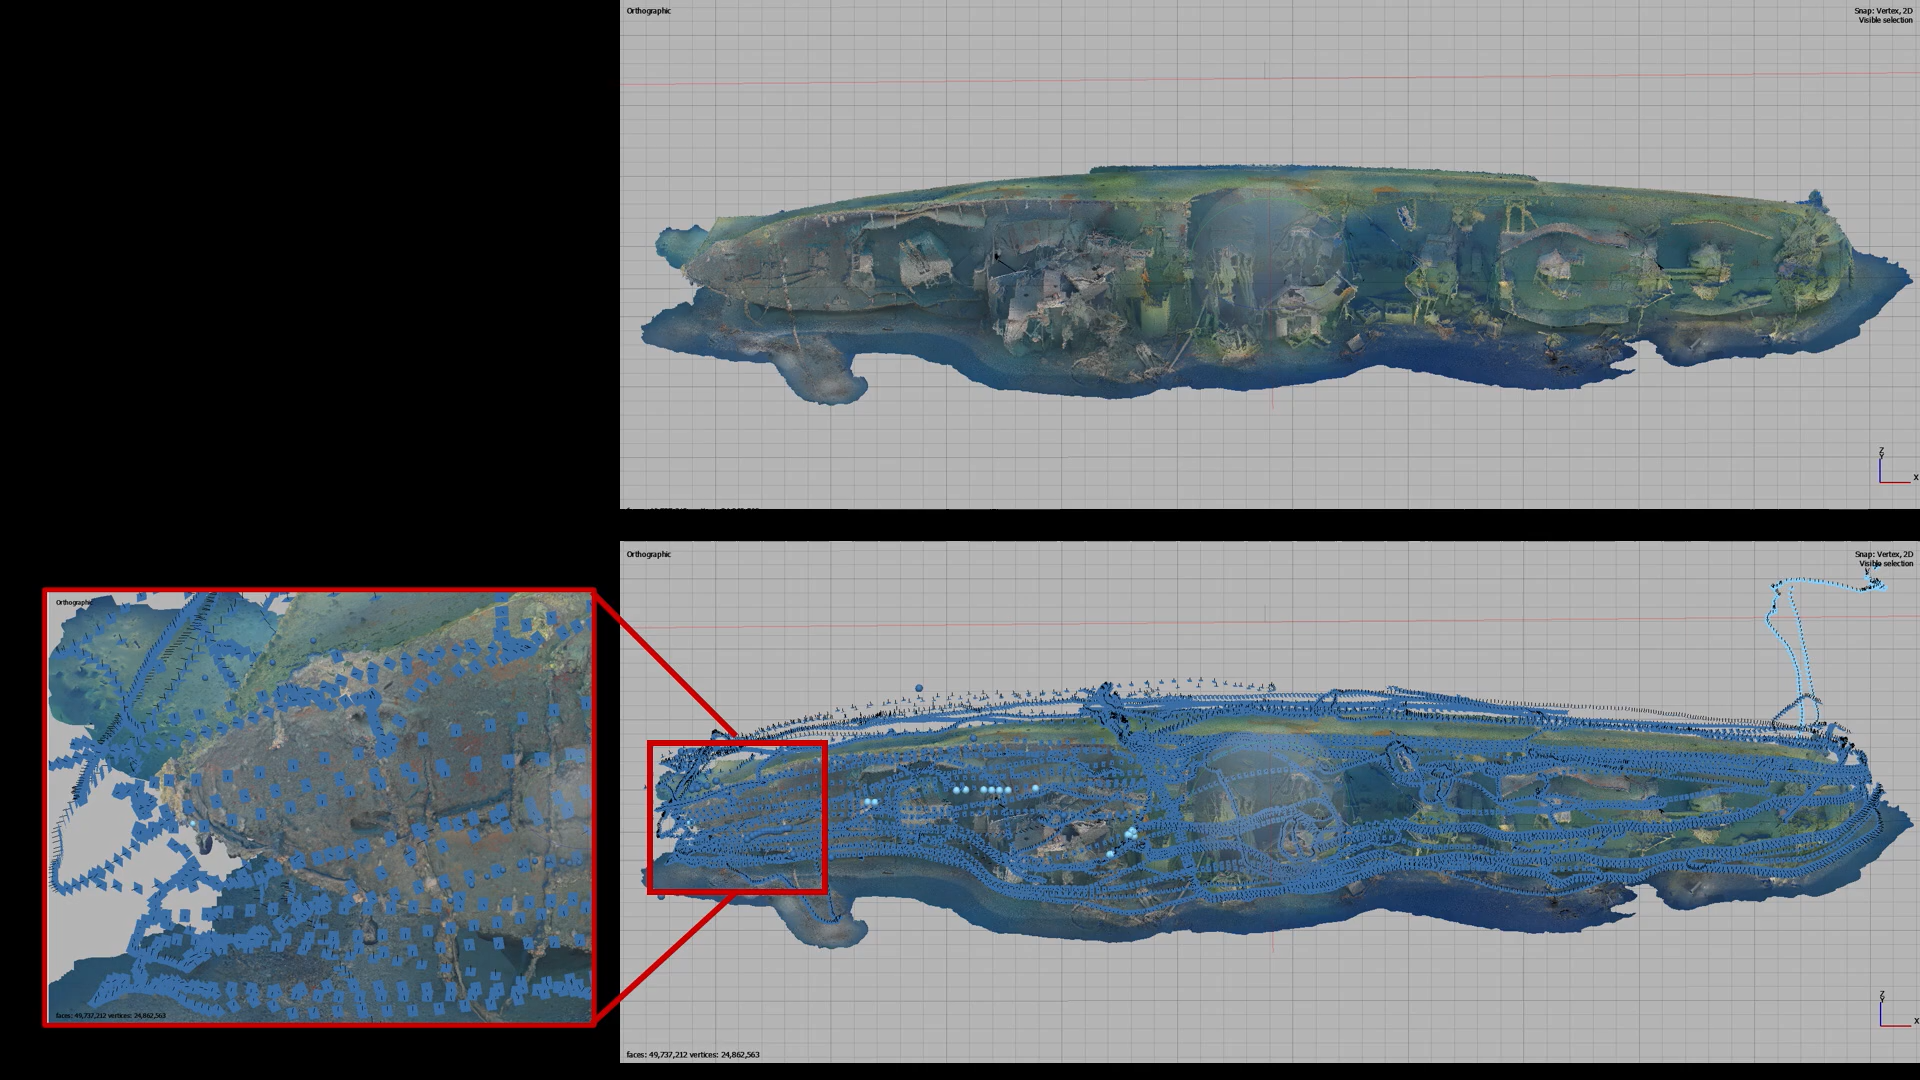 Orthographic
Snap: Vertex, 2D
Visible selection
Z
Y
X
Orthographic
Snap: Vertex, 2D
Visible selection
Orthographic
faces: 49,737,212 vertices: 24,862,563
Z
Y
X
faces: 49,737,212 vertices: 24,862,563